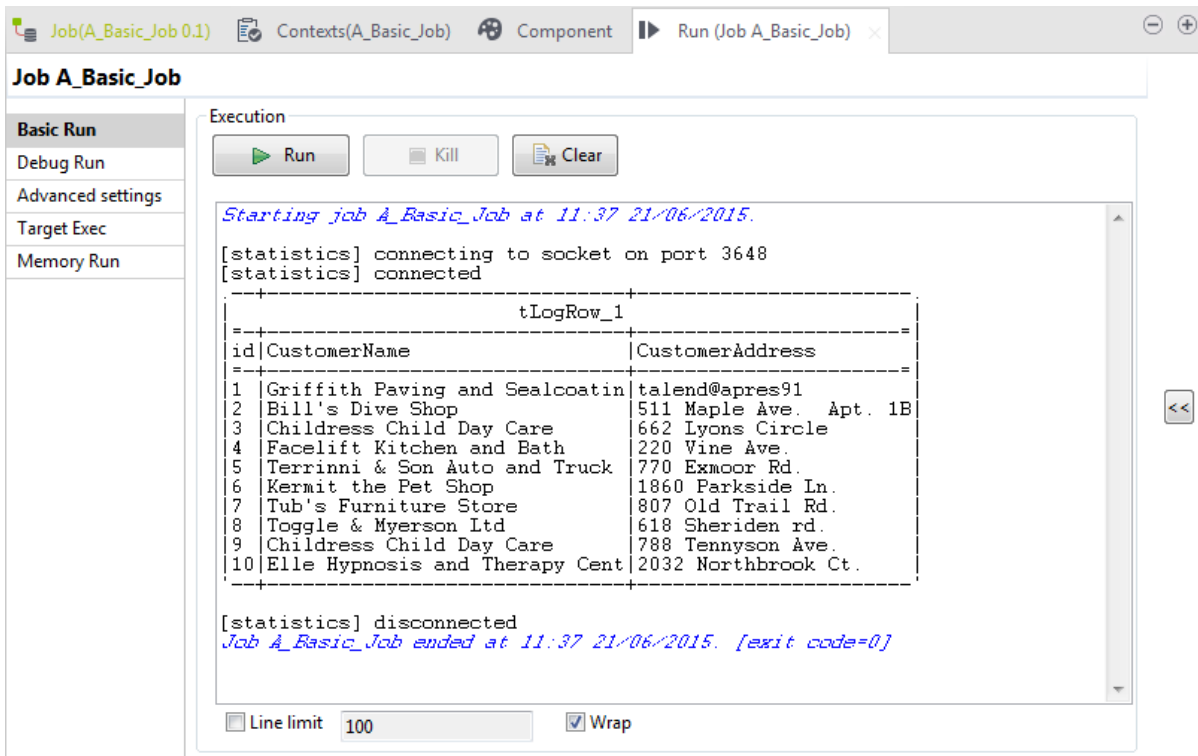 Job(A_Basic_Job 0.1) Contexts(A_Basic_Job) Component Run (Job A_Basic_Job)
Job A_Basic_Job
Basic Run
Debug Run
Advanced settings
Target Exec
Memory Run
Execution
Run Kill Clear
Starting job A_Basic_Job at 11:37 21/06/2015.
[statistics] connecting to socket on port 3648
[statistics] connected
.--+------------------------------+-----------------------.
| tLogRow_1 |
|=-+------------------------------+----------------------=|
|id|CustomerName |CustomerAddress |
|=-+------------------------------+----------------------=|
|1 |Griffith Paving and Sealcoatin|talend@apres91 |
|2 |Bill's Dive Shop |511 Maple Ave. Apt. 1B|
|3 |Childress Child Day Care |662 Lyons Circle |
|4 |Facelift Kitchen and Bath |220 Vine Ave. |
|5 |Terrinni & Son Auto and Truck |770 Exmoor Rd. |
|6 |Kermit the Pet Shop |1860 Parkside Ln. |
|7 |Tub's Furniture Store |807 Old Trail Rd. |
|8 |Toggle & Myerson Ltd |618 Sheriden rd. |
|9 |Childress Child Day Care |788 Tennyson Ave. |
|10|Elle Hypnosis and Therapy Cent|2032 Northbrook Ct. |
'--+------------------------------+-----------------------'
[statistics] disconnected
Job A_Basic_Job ended at 11:37 21/06/2015. [exit code=0]
Line limit 100 Wrap
<<